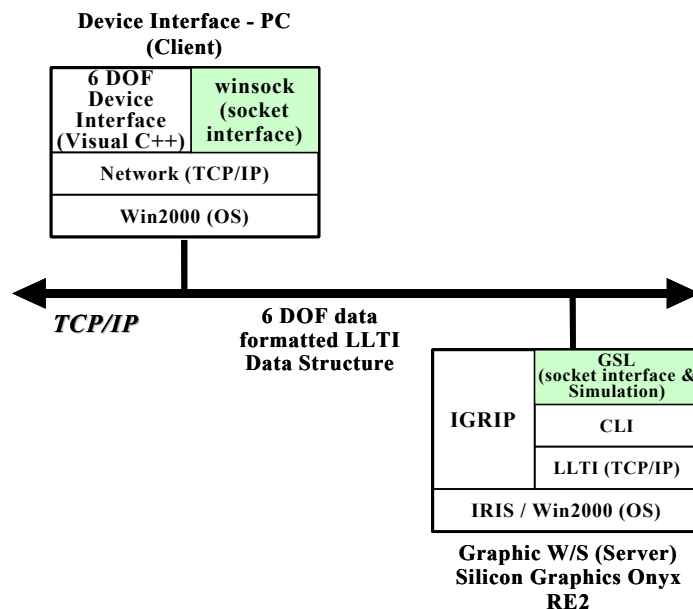 Device Interface - PC
(Client)
6 DOF
Device
Interface
(Visual C++)
winsock
(socket
interface)
Network (TCP/IP)
Win2000 (OS)
TCP/IP
6 DOF data
formatted LLTI
Data Structure
IGRIP
GSL
(socket interface &
Simulation)
CLI
LLTI (TCP/IP)
IRIS / Win2000 (OS)
Graphic W/S (Server)
Silicon Graphics Onyx
RE2